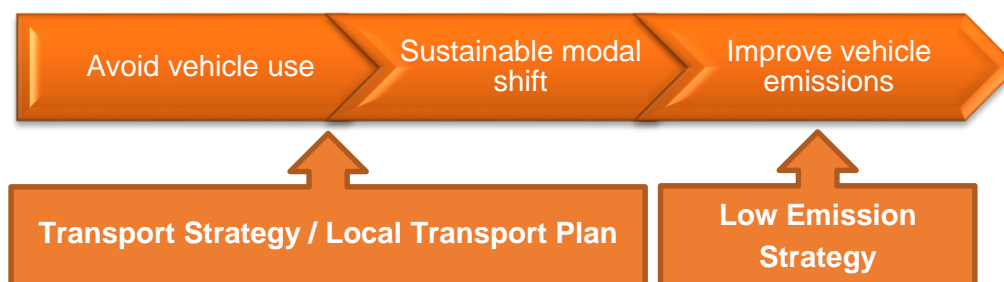 Avoid vehicle use
Sustainable modal
shift
Improve vehicle
emissions
Transport Strategy / Local Transport Plan
Low Emission
Strategy